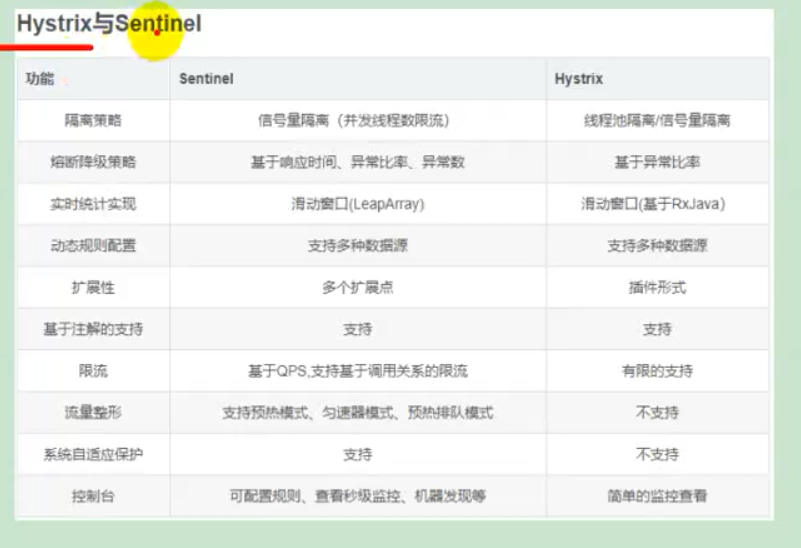 Hystrix与Sentinel
功能 Sentinel Hystrix
隔离策略 信号量隔离（并发线程数限流） 线程池隔离/信号量隔离
熔断降级策略 基于响应时间、异常比率、异常数 基于异常比率
实时统计实现 滑动窗口(LeapArray) 滑动窗口(基于RxJava）
动态规则配置 支持多种数据源 支持多种数据源
扩展性 多个扩展点 插件形式
基于注解的支持 支持 支持
限流 基于QPS,支持基于调用关系的限流 有限的支持
流量整形 支持预热模式、匀速器模式、预热排队模式 不支持
系统自适应保护 支持 不支持
控制台 可配置规则、查看秒级监控、机器发现等 简单的监控查看